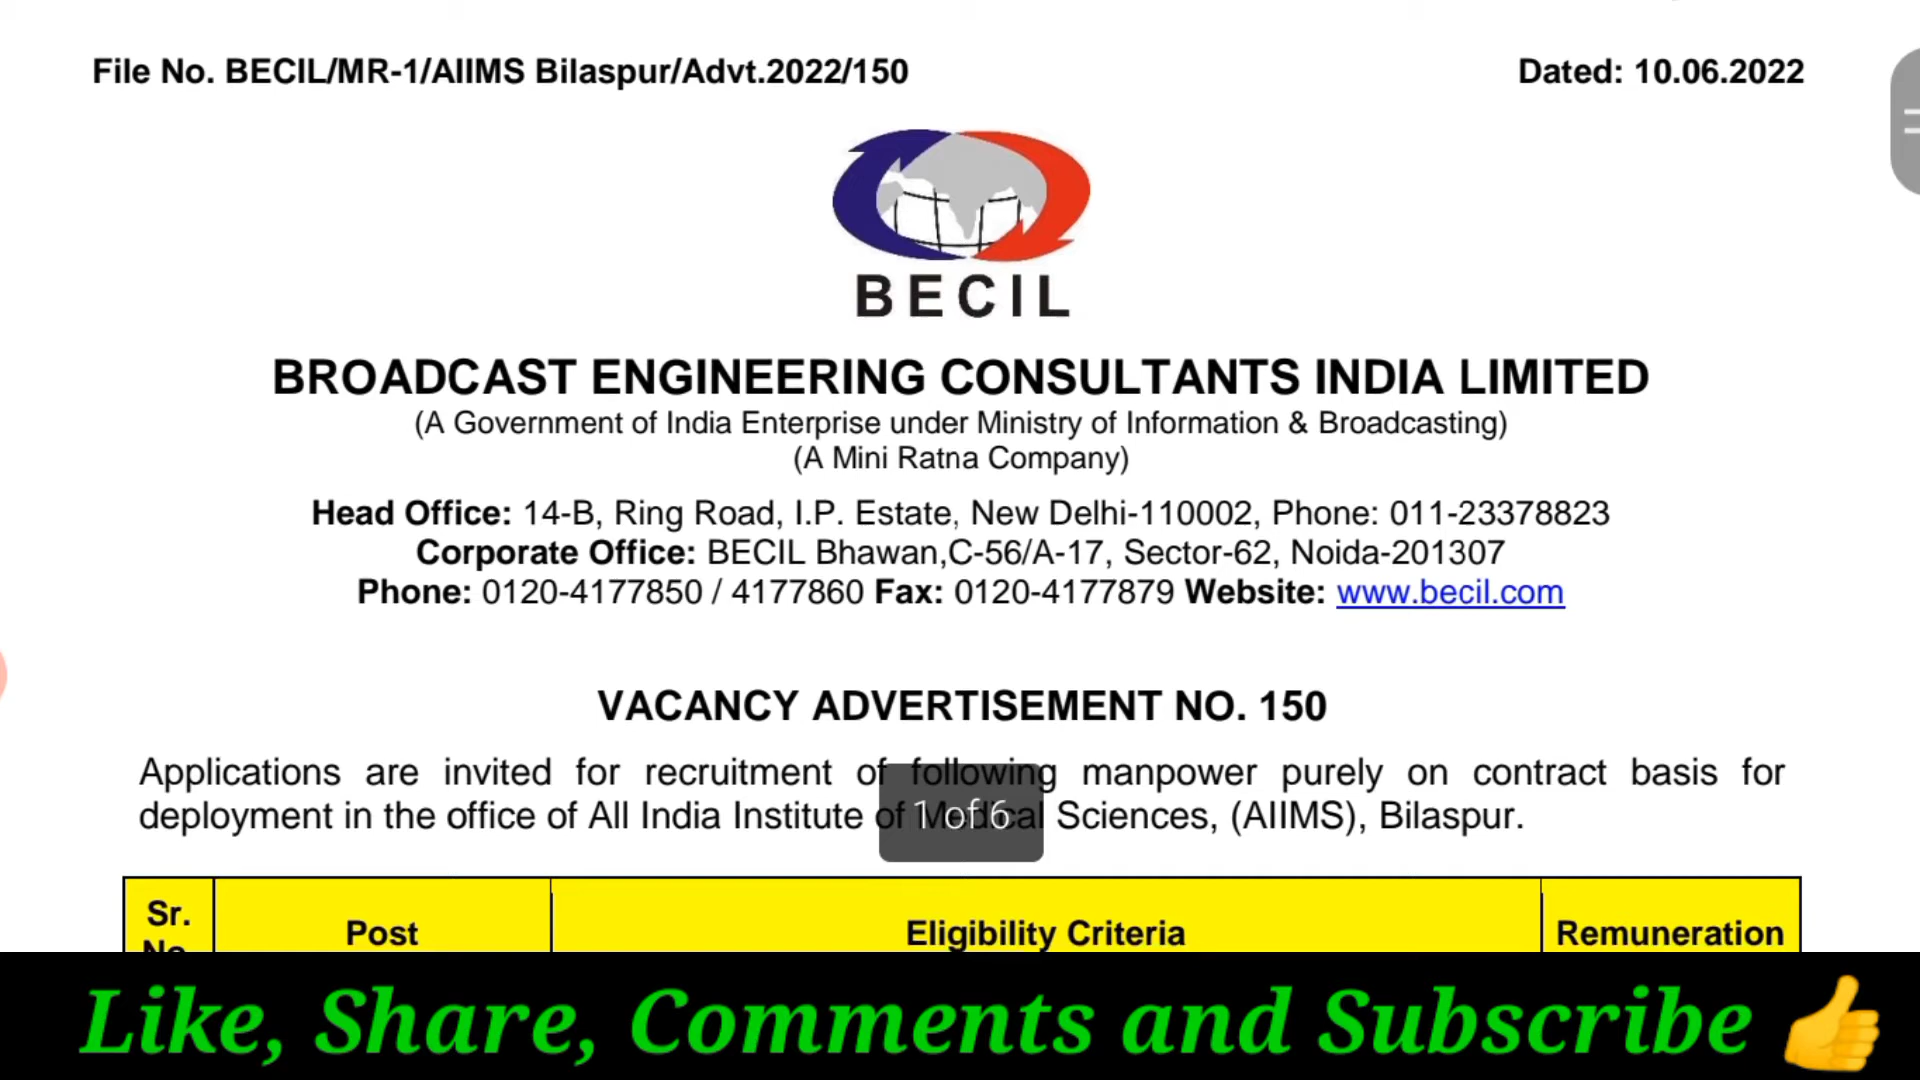 File No. BECIL/MR-1/AIIMS Bilaspur/Advt.2022/150 Dated: 10.06.2022
BECIL
BROADCAST ENGINEERING CONSULTANTS INDIA LIMITED
(A Government of India Enterprise under Ministry of Information & Broadcasting)
(A Mini Ratna Company)
Head Office: 14-B, Ring Road, I.P. Estate, New Delhi-110002, Phone: 011-23378823
Corporate Office: BECIL Bhawan,C-56/A-17, Sector-62, Noida-201307
Phone: 0120-4177850 / 4177860 Fax: 0120-4177879 Website: www.becil.com
VACANCY ADVERTISEMENT NO. 150
Applications are invited for recruitment of following manpower purely on contract basis for
deployment in the office of All India Institute of Medical Sciences, (AIIMS), Bilaspur.
1 of 6
Sr. No. Post Eligibility Criteria Remuneration
Like, Share, Comments and Subscribe 👍